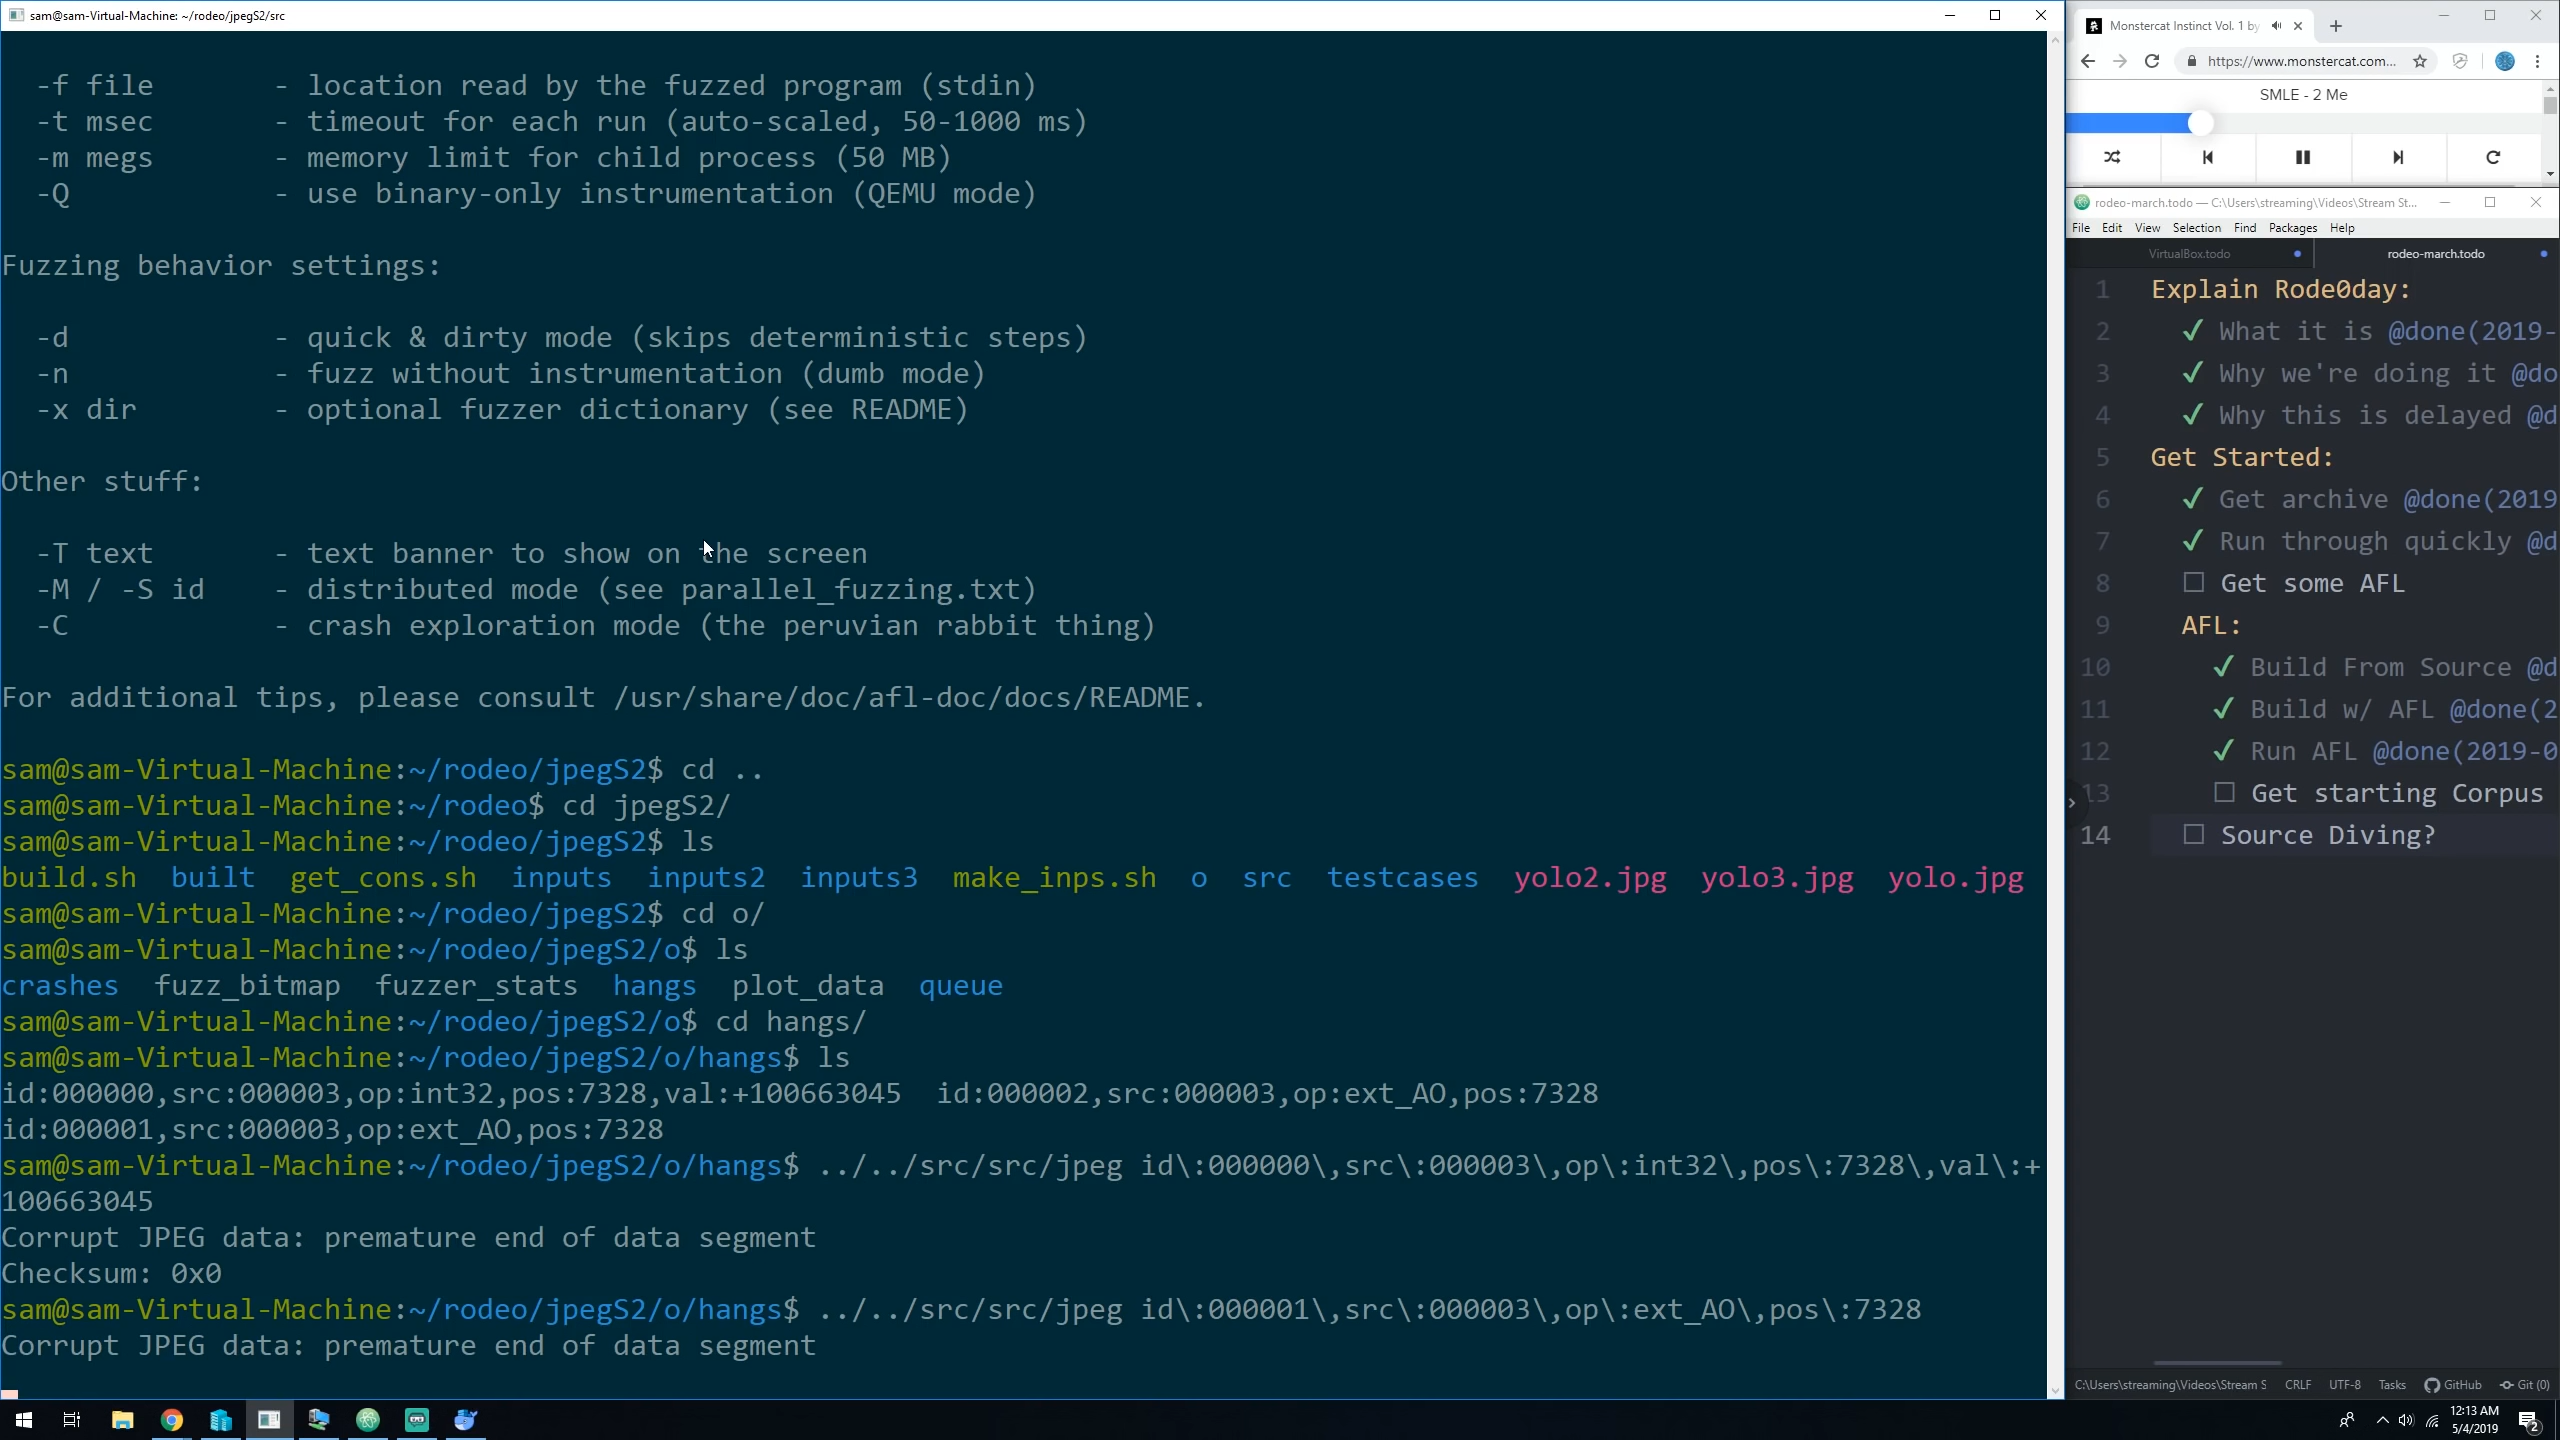 sam@sam-Virtual-Machine: ~/rodeo/jpegS2/src
-f file - location read by the fuzzed program (stdin)
-t msec - timeout for each run (auto-scaled, 50-1000 ms)
-m megs - memory limit for child process (50 MB)
-Q - use binary-only instrumentation (QEMU mode)
Fuzzing behavior settings:
-d - quick & dirty mode (skips deterministic steps)
-n - fuzz without instrumentation (dumb mode)
-x dir - optional fuzzer dictionary (see README)
Other stuff:
-T text - text banner to show on the screen
-M / -S id - distributed mode (see parallel_fuzzing.txt)
-C - crash exploration mode (the peruvian rabbit thing)
For additional tips, please consult /usr/share/doc/afl-doc/docs/README.
sam@sam-Virtual-Machine:~/rodeo/jpegS2$ cd ..
sam@sam-Virtual-Machine:~/rodeo$ cd jpegS2/
sam@sam-Virtual-Machine:~/rodeo/jpegS2$ ls
build.sh built get_cons.sh inputs inputs2 inputs3 make_inps.sh o src testcases yolo2.jpg yolo3.jpg yolo.jpg
sam@sam-Virtual-Machine:~/rodeo/jpegS2$ cd o/
sam@sam-Virtual-Machine:~/rodeo/jpegS2/o$ ls
crashes fuzz_bitmap fuzzer_stats hangs plot_data queue
sam@sam-Virtual-Machine:~/rodeo/jpegS2/o$ cd hangs/
sam@sam-Virtual-Machine:~/rodeo/jpegS2/o/hangs$ ls
id:000000,src:000003,op:int32,pos:7328,val:+100663045 id:000002,src:000003,op:ext_AO,pos:7328
id:000001,src:000003,op:ext_AO,pos:7328
sam@sam-Virtual-Machine:~/rodeo/jpegS2/o/hangs$ ../../src/src/jpeg id\:000000\,src\:000003\,op\:int32\,pos\:7328\,val\:+
100663045
Corrupt JPEG data: premature end of data segment
Checksum: 0x0
sam@sam-Virtual-Machine:~/rodeo/jpegS2/o/hangs$ ../../src/src/jpeg id\:000001\,src\:000003\,op\:ext_AO\,pos\:7328
Corrupt JPEG data: premature end of data segment
Monstercat Instinct Vol. 1 by
https://www.monstercat.com...
SMLE - 2 Me
rodeo-march.todo — C:\Users\streaming\Videos\Stream St...
File Edit View Selection Find Packages Help
VirtualBox.todo rodeo-march.todo
1 Explain Rode0day:
2 ✓ What it is @done(2019-
3 ✓ Why we're doing it @do
4 ✓ Why this is delayed @d
5 Get Started:
6 ✓ Get archive @done(2019
7 ✓ Run through quickly @d
8 ☐ Get some AFL
9 AFL:
10 ✓ Build From Source @d
11 ✓ Build w/ AFL @done(2
12 ✓ Run AFL @done(2019-0
13 ☐ Get starting Corpus
14 ☐ Source Diving?
C:\Users\streaming\Videos\Stream S CRLF UTF-8 Tasks GitHub Git (0)
12:13 AM
5/4/2019
2